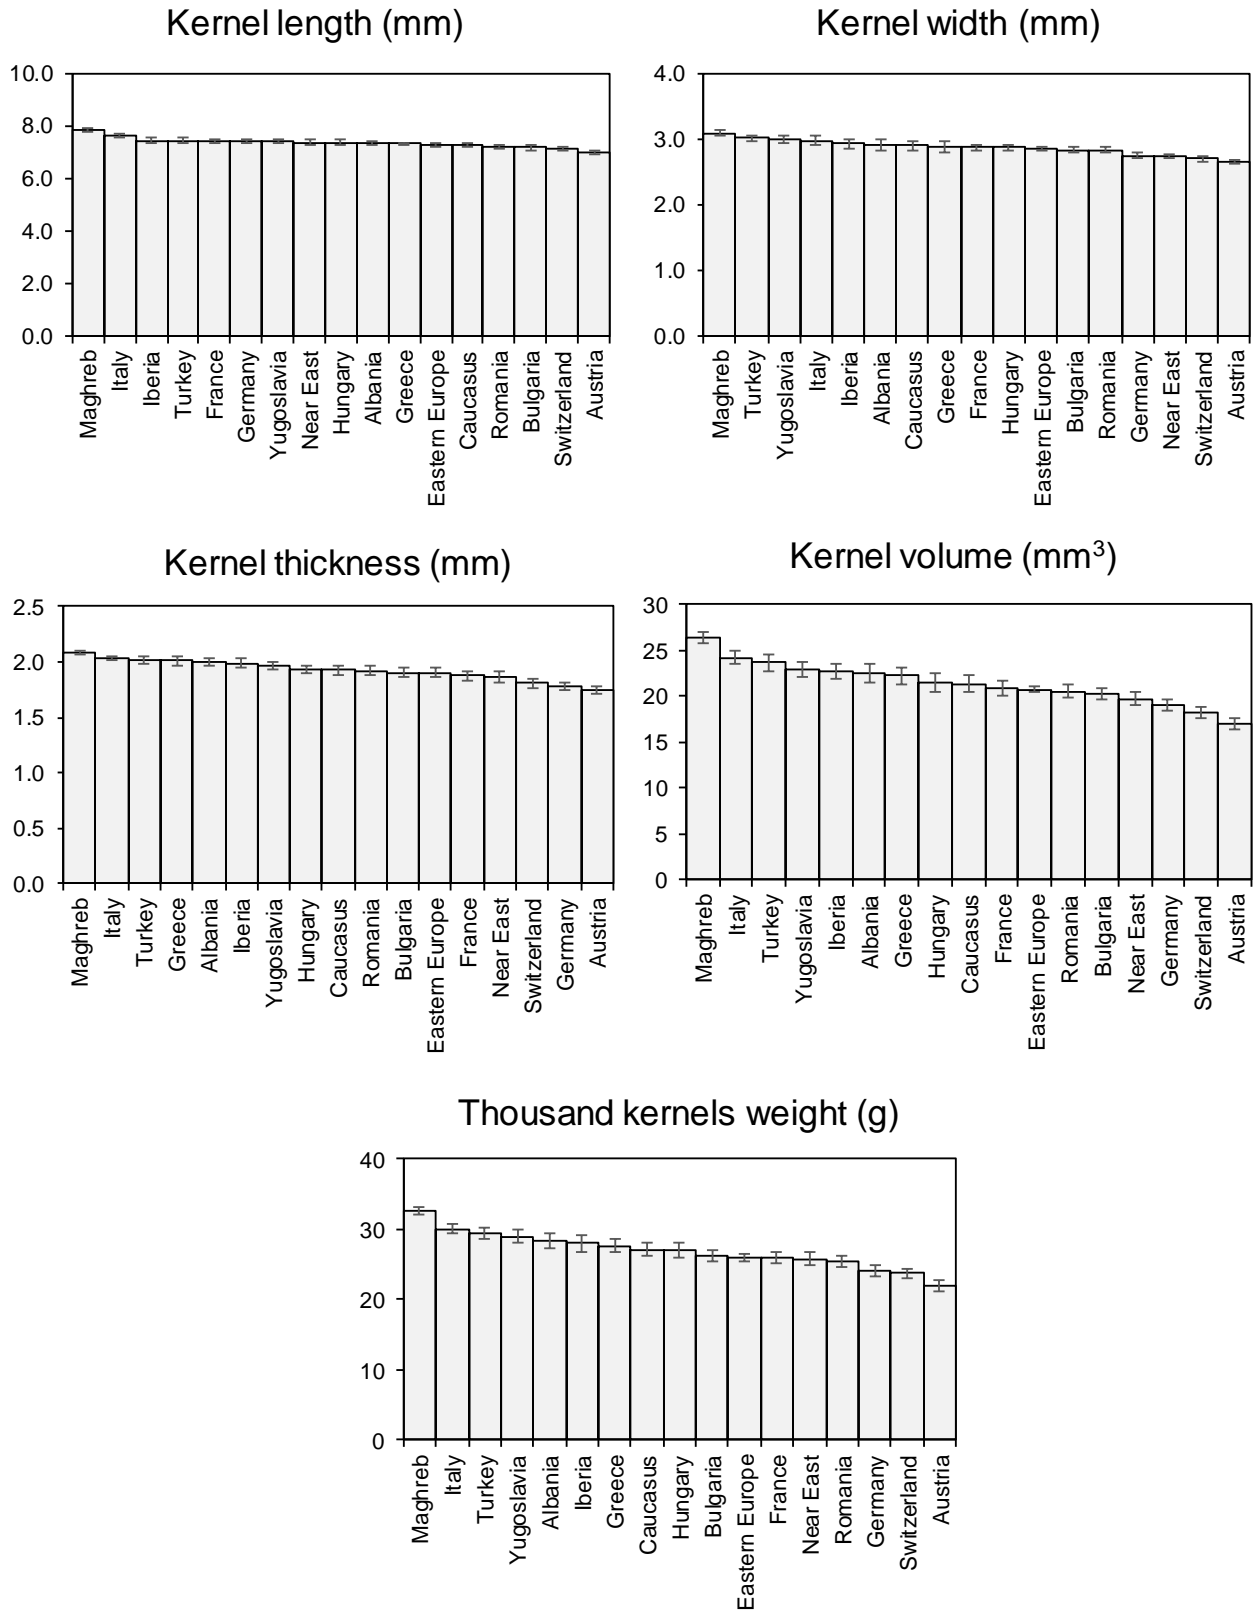 Kernel length (mm)
10.0
8.0
6.0
4.0
2.0
0.0
Maghreb
Italy
Iberia
Turkey
France
Germany
Yugoslavia
Near East
Hungary
Albania
Greece
Eastern Europe
Caucasus
Romania
Bulgaria
Switzerland
Austria
Kernel width (mm)
4.0
3.0
2.0
1.0
0.0
Maghreb
Turkey
Yugoslavia
Italy
Iberia
Albania
Caucasus
Greece
France
Hungary
Eastern Europe
Bulgaria
Romania
Germany
Near East
Switzerland
Austria
Kernel thickness (mm)
2.5
2.0
1.5
1.0
0.5
0.0
Maghreb
Italy
Turkey
Greece
Albania
Iberia
Yugoslavia
Hungary
Caucasus
Romania
Bulgaria
Eastern Europe
France
Near East
Switzerland
Germany
Austria
Kernel volume (mm³)
30
25
20
15
10
5
0
Maghreb
Italy
Turkey
Yugoslavia
Iberia
Albania
Greece
Hungary
Caucasus
France
Eastern Europe
Romania
Bulgaria
Near East
Germany
Switzerland
Austria
Thousand kernels weight (g)
40
30
20
10
0
Maghreb
Italy
Turkey
Yugoslavia
Albania
Iberia
Greece
Caucasus
Hungary
Bulgaria
Eastern Europe
France
Near East
Romania
Germany
Switzerland
Austria